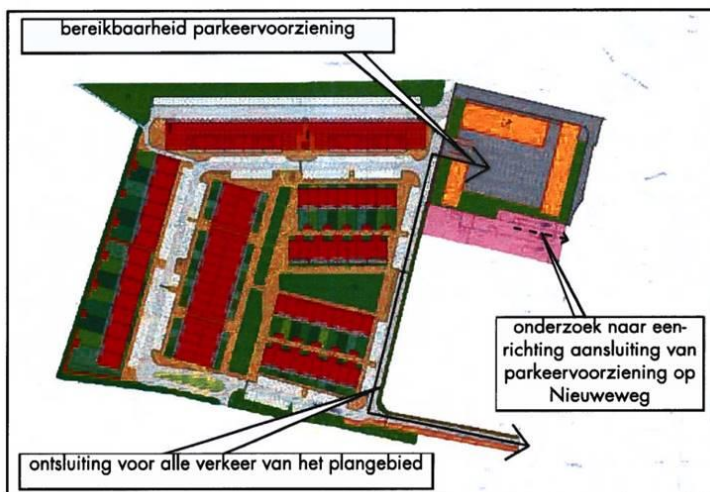 bereikbaarheid parkeervoorziening
onderzoek naar een-
richting aansluiting van
parkeervoorziening op
Nieuweweg
ontsluiting voor alle verkeer van het plangebied